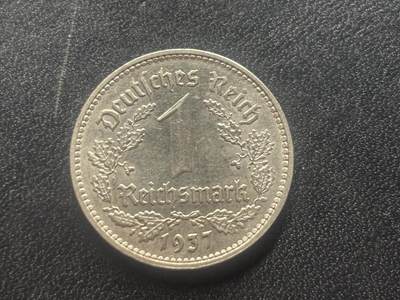 Deutsches Reich
1
Reichsmark
1937